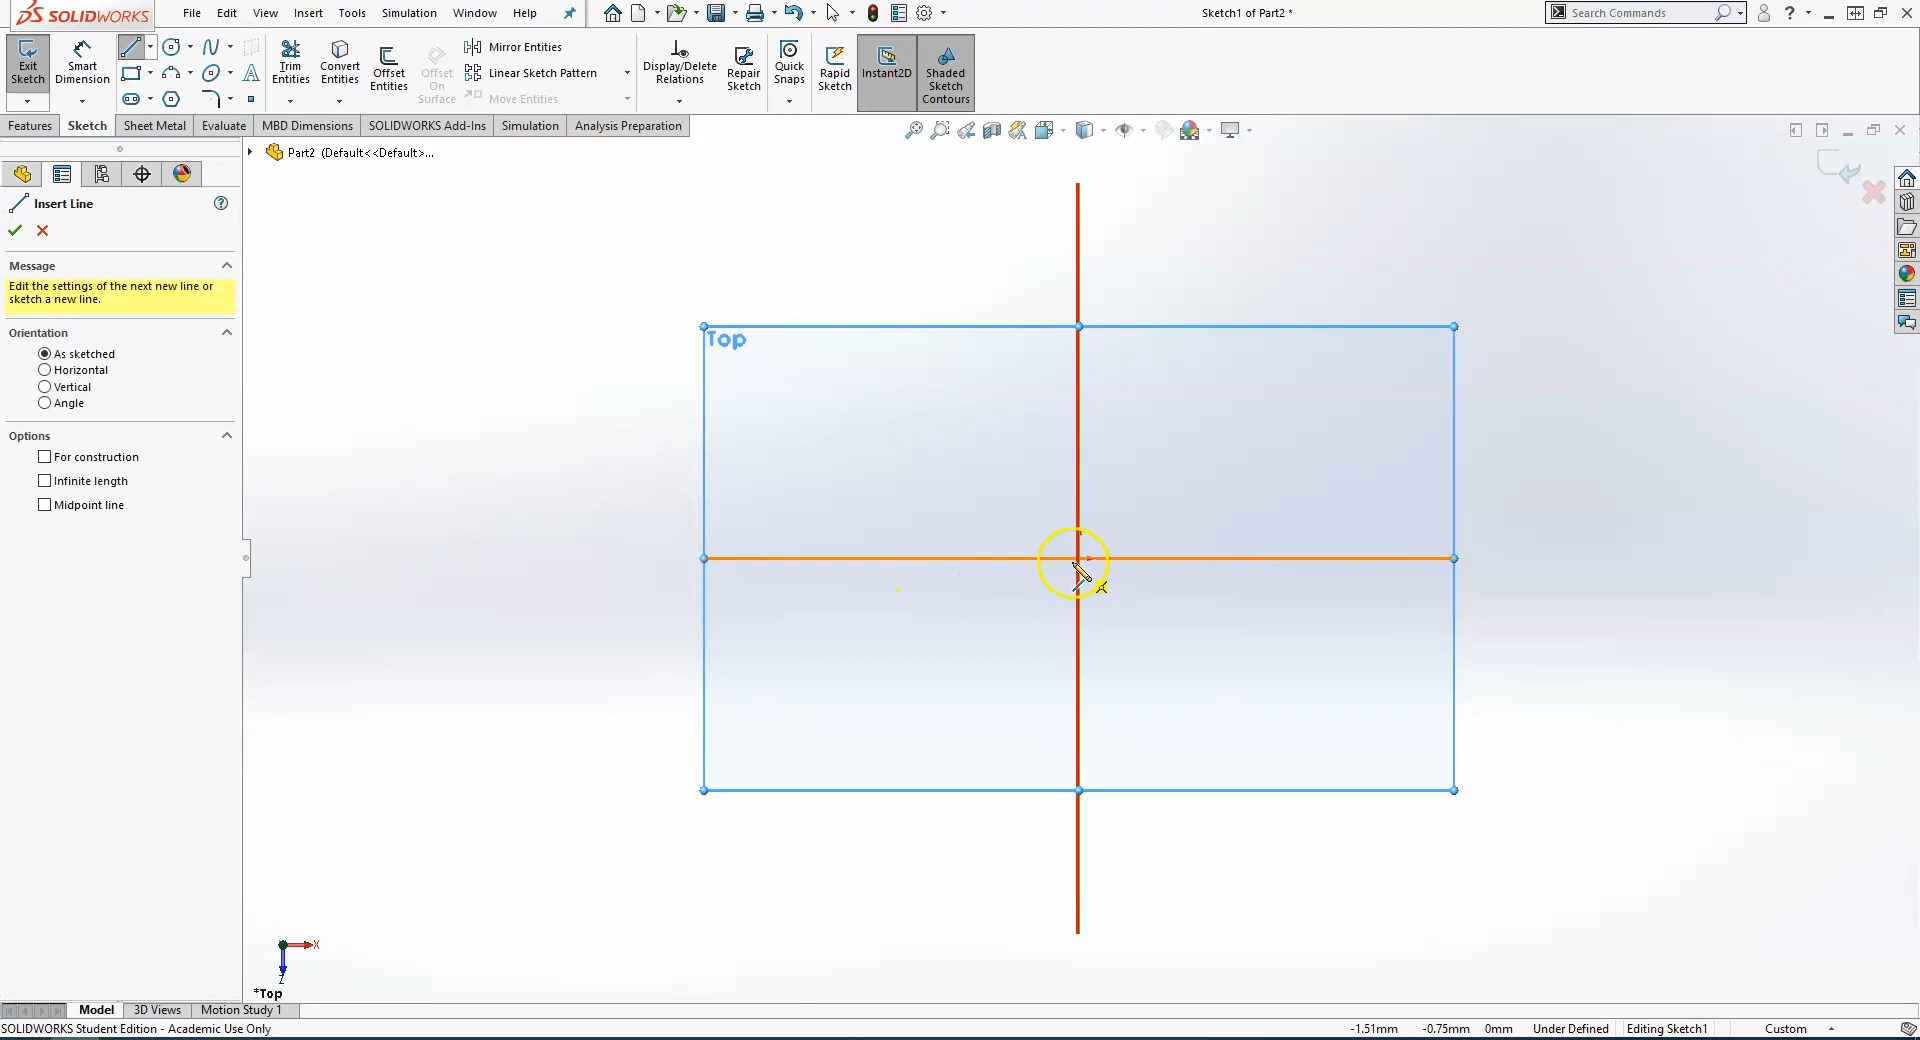 SOLIDWORKS File Edit View Insert Tools Simulation Window Help Sketch1 of Part2 * Search Commands ?
Exit Sketch
Smart Dimension
Trim Entities
Convert Entities
Offset Entities
Offset On Surface
Mirror Entities
Linear Sketch Pattern
Move Entities
Display/Delete Relations
Repair Sketch
Quick Snaps
Rapid Sketch
Instant2D
Shaded Sketch Contours
Features Sketch Sheet Metal Evaluate MBD Dimensions SOLIDWORKS Add-Ins Simulation Analysis Preparation
Part2 (Default<<Default>...
Insert Line ?
Message
Edit the settings of the next new line or
sketch a new line.
Orientation
As sketched
Horizontal
Vertical
Angle
Options
For construction
Infinite length
Midpoint line
Top
X
Z
*Top
Model 3D Views Motion Study 1
SOLIDWORKS Student Edition - Academic Use Only -1.51mm -0.75mm 0mm Under Defined Editing Sketch1 Custom